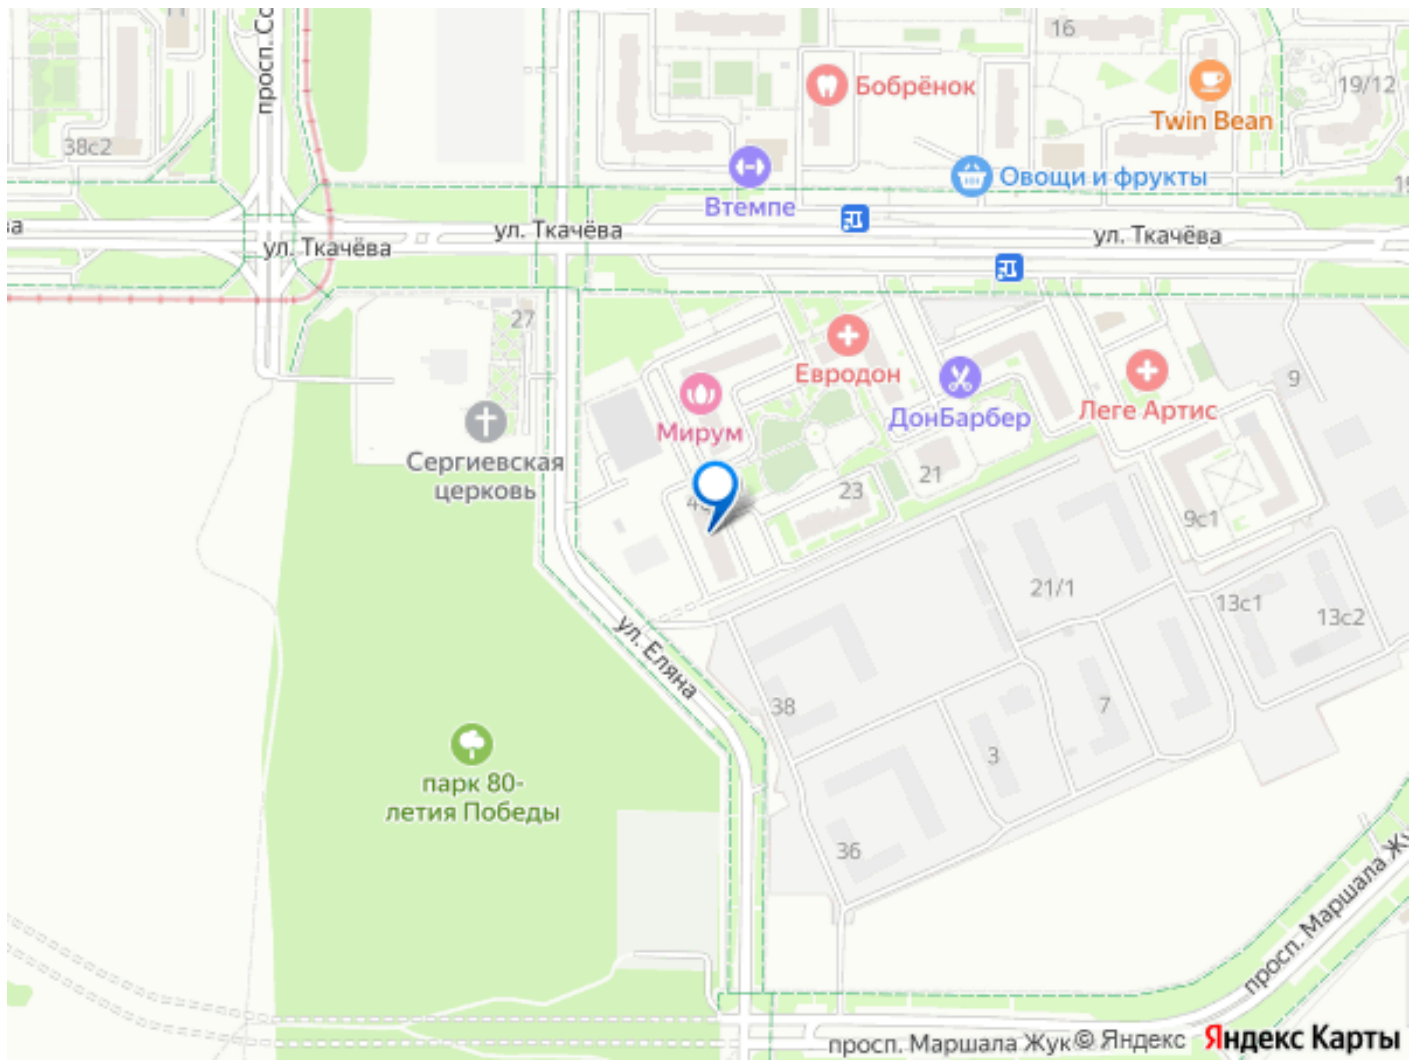 16
Бобрёнок
19/12
Twin Bean
просп. Со
38с2
Втемпе
Овощи и фрукты
ул. Ткачёва
ул. Ткачёва
ул. Ткачёва
27
Евродон
9
Мирум
ДонБарбер
Леге Артис
Сергиевская
церковь
23
21
9с1
21/1
13с1
13с2
ул. Еляна
38
7
3
парк 80-
летия Победы
36
просп. Маршала Жу
просп. Маршала Жук
© Яндекс
Яндекс Карты